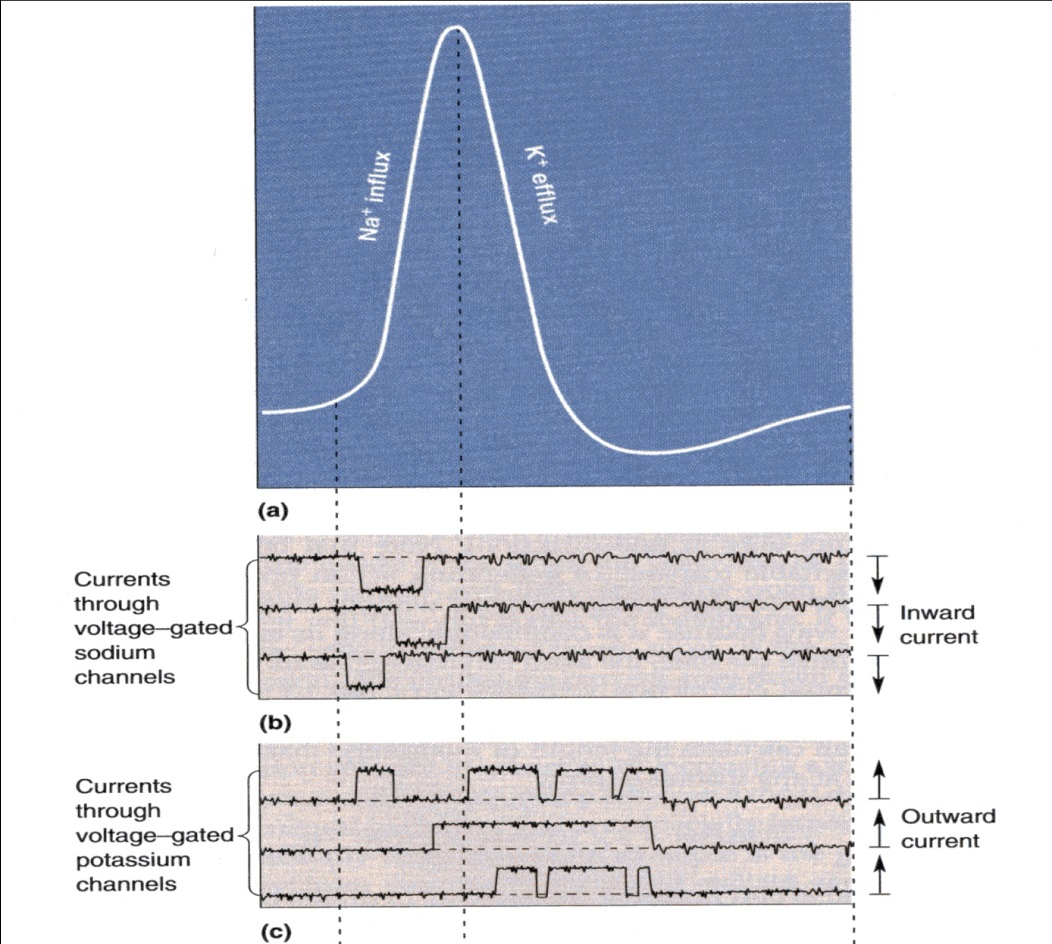 Na⁺ influx
K⁺ efflux
(a)
Currents
through
voltage–gated
sodium
channels
Inward
current
(b)
Currents
through
voltage–gated
potassium
channels
Outward
current
(c)